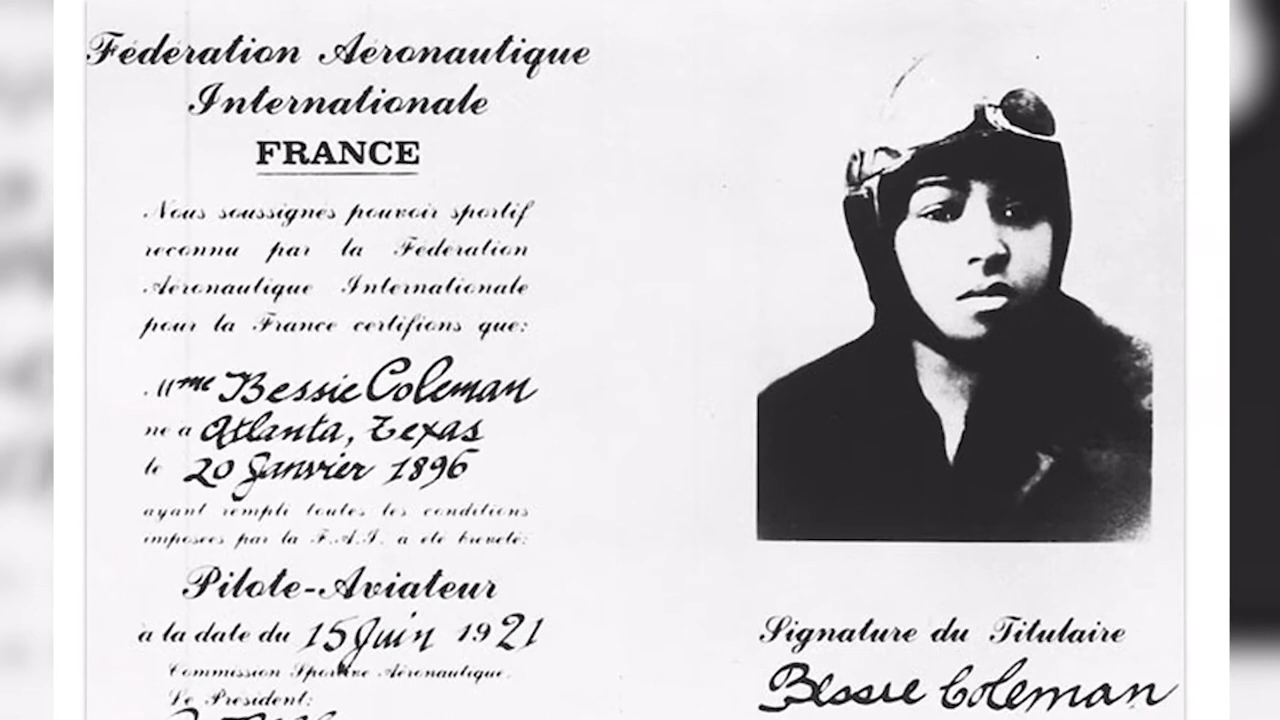 Fédération Aéronautique
Internationale
FRANCE
Nous soussignés pouvoir sportif
reconnu par la Fédération
Aéronautique Internationale
pour la France certifions que:
Mme Bessie Coleman
né à Atlanta, Texas
le 20 Janvier 1896
ayant rempli toutes les conditions
imposées par la F.A.I. a été breveté:
Pilote-Aviateur
à la date du 15 Juin 1921
Commission Sportive Aéronautique.
Le Président:
Signature du Titulaire
Bessie Coleman